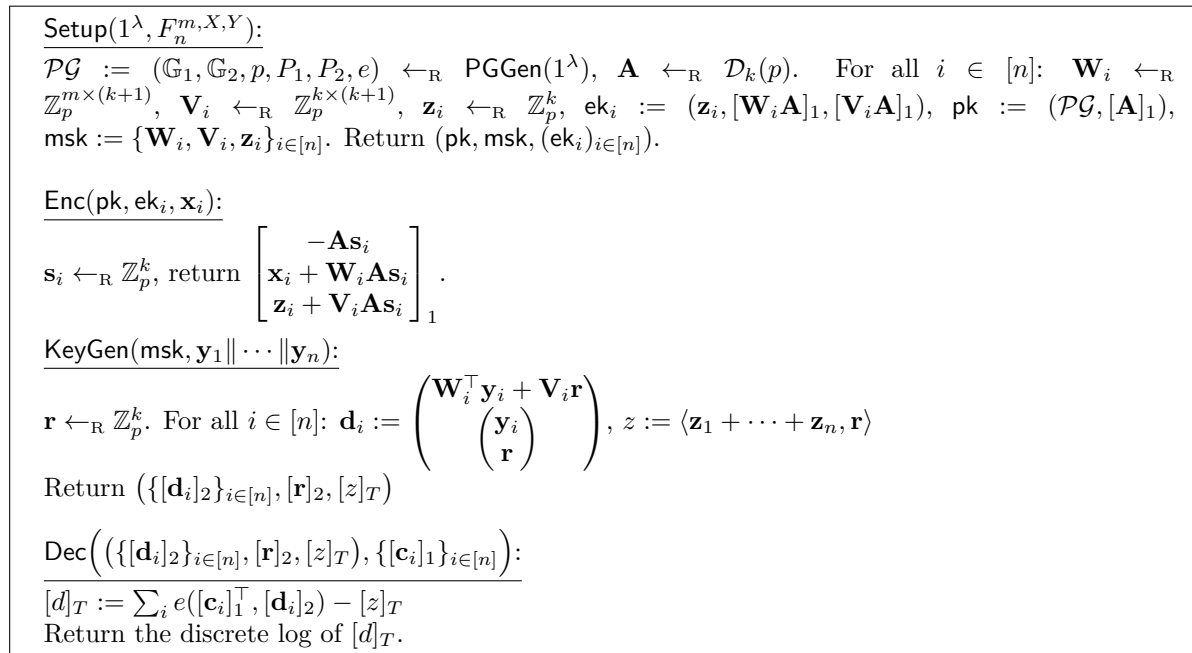 Setup(1^λ, F_n^{m,X,Y}):
𝒫𝒢 := (𝔾_1, 𝔾_2, p, P_1, P_2, e) ←_R PGGen(1^λ), 𝐀 ←_R 𝒟_k(p). For all i ∈ [n]: 𝐖_i ←_R
ℤ_p^{m×(k+1)}, 𝐕_i ←_R ℤ_p^{k×(k+1)}, 𝐳_i ←_R ℤ_p^k, ek_i := (𝐳_i, [𝐖_i𝐀]_1, [𝐕_i𝐀]_1), pk := (𝒫𝒢, [𝐀]_1),
msk := {𝐖_i, 𝐕_i, 𝐳_i}_{i∈[n]}. Return (pk, msk, (ek_i)_{i∈[n]}).
Enc(pk, ek_i, 𝐱_i):
𝐬_i ←_R ℤ_p^k, return [ −𝐀𝐬_i
𝐱_i + 𝐖_i𝐀𝐬_i
𝐳_i + 𝐕_i𝐀𝐬_i ]_1.
KeyGen(msk, 𝐲_1‖···‖𝐲_n):
𝐫 ←_R ℤ_p^k. For all i ∈ [n]: 𝐝_i := ( 𝐖_i^⊤𝐲_i + 𝐕_i𝐫
( 𝐲_i
𝐫 ) ), z := ⟨𝐳_1 + ··· + 𝐳_n, 𝐫⟩
Return ({[𝐝_i]_2}_{i∈[n]}, [𝐫]_2, [z]_T)
Dec(({[𝐝_i]_2}_{i∈[n]}, [𝐫]_2, [z]_T), {[𝐜_i]_1}_{i∈[n]}):
[d]_T := ∑_i e([𝐜_i]_1^⊤, [𝐝_i]_2) − [z]_T
Return the discrete log of [d]_T.